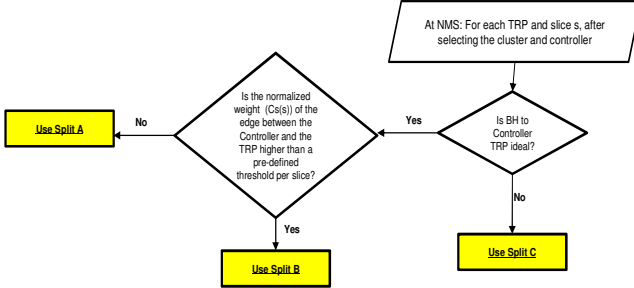 At NMS: For each TRP and slice s, after
selecting the cluster and controller
Is BH to
Controller
TRP ideal?
Yes
No
Is the normalized
weight (Cs(s)) of the
edge between the
Controller and the
TRP higher than a
pre-defined
threshold per slice?
No
Yes
Use Split A
Use Split B
Use Split C